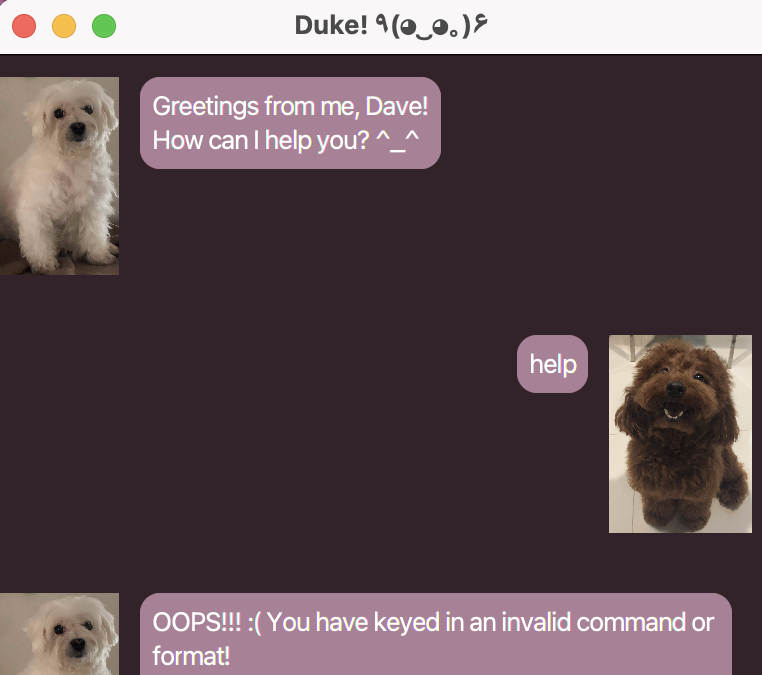 Duke! ٩(◕‿◕｡)۶
Greetings from me, Dave!
How can I help you? ^_^
help
OOPS!!! :( You have keyed in an invalid command or
format!